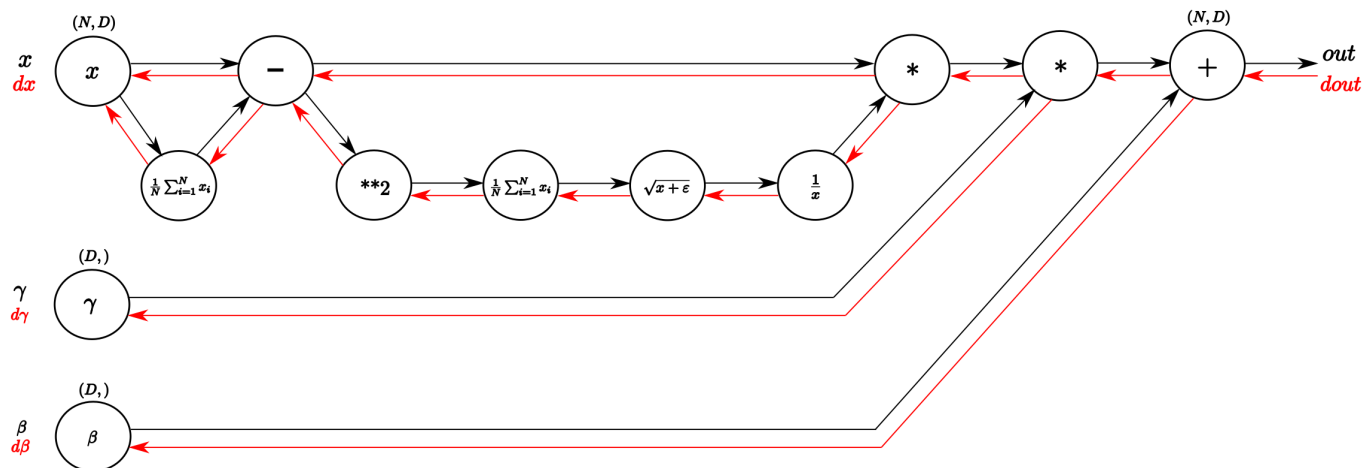 (N, D)
(N, D)
x
x
−
*
*
+
out
dx
dout
1/N ∑_{i=1}^{N} x_i
**2
1/N ∑_{i=1}^{N} x_i
√(x + ε)
1/x
(D, )
γ
γ
dγ
(D, )
β
β
dβ